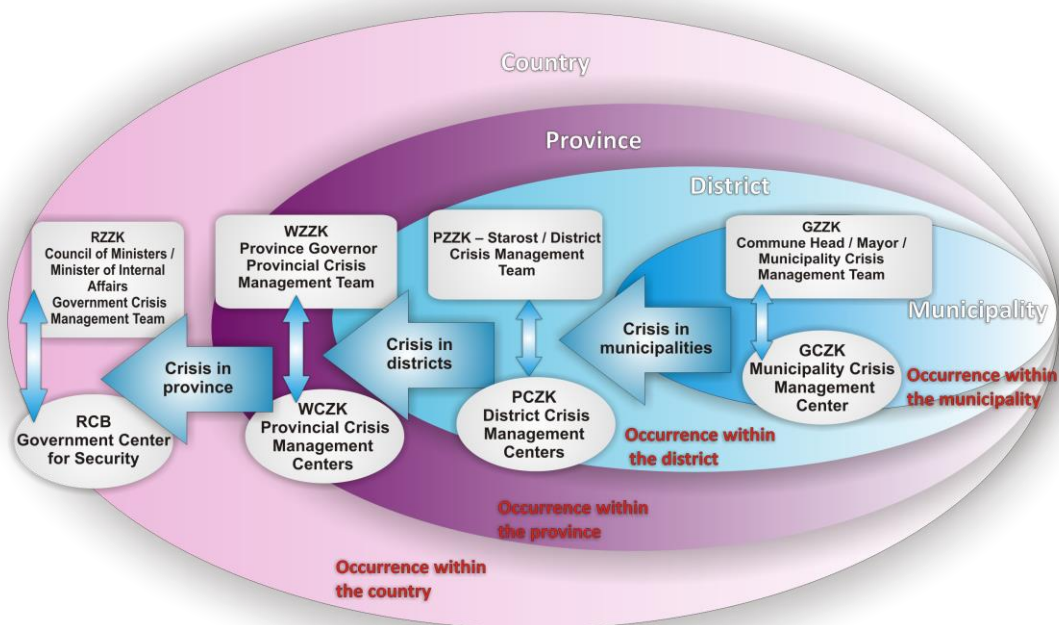 Country
Province
District
Municipality
RZZK
Council of Ministers /
Minister of Internal
Affairs
Government Crisis
Management Team
WZZK
Province Governor
Provincial Crisis
Management Team
PZZK – Starost / District
Crisis Management
Team
GZZK
Commune Head / Mayor /
Municipality Crisis
Management Team
Crisis in
province
Crisis in
districts
Crisis in
municipalities
RCB
Government Center
for Security
WCZK
Provincial Crisis
Management
Centers
PCZK
District Crisis
Management
Centers
GCZK
Municipality Crisis
Management
Center
Occurrence within
the municipality
Occurrence within
the district
Occurrence within
the province
Occurrence within
the country